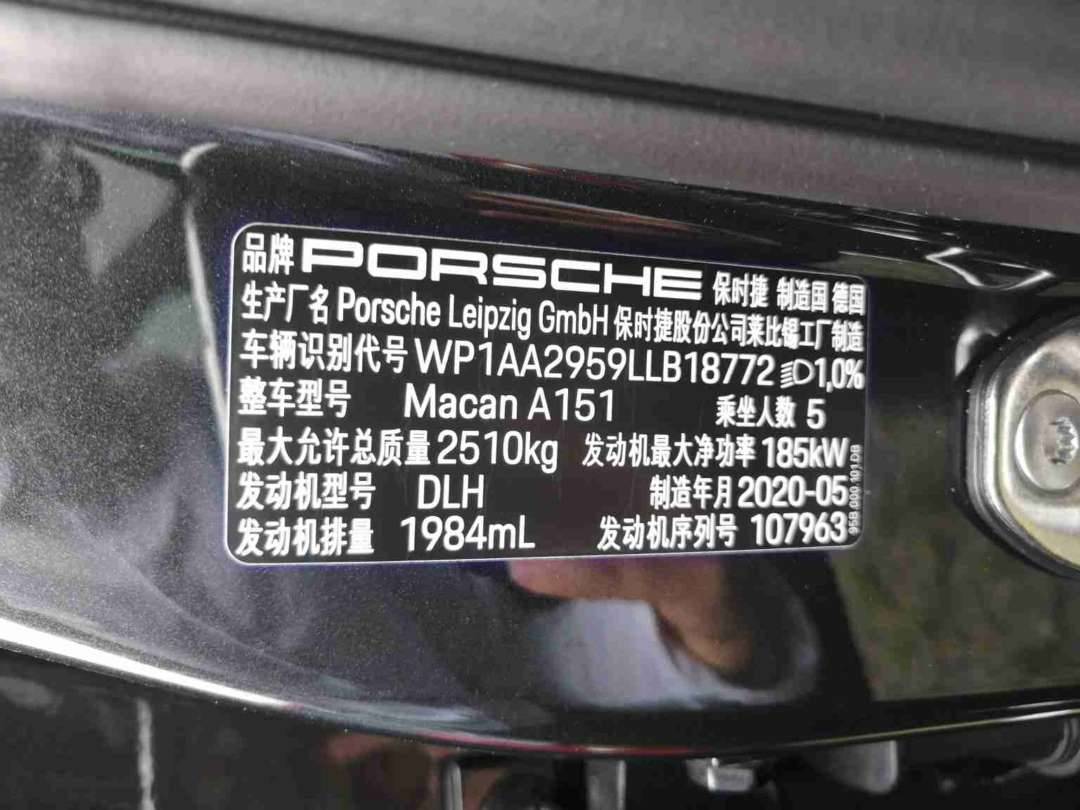 品牌 PORSCHE 保时捷 制造国 德国
生产厂名 Porsche Leipzig GmbH 保时捷股份公司莱比锡工厂制造
车辆识别代号 WP1AA2959LLB18772 1,0%
整车型号 Macan A151 乘坐人数 5
最大允许总质量 2510kg 发动机最大净功率 185kW
发动机型号 DLH 制造年月 2020-05
发动机排量 1984mL 发动机序列号 107963
95B.000.101.DB